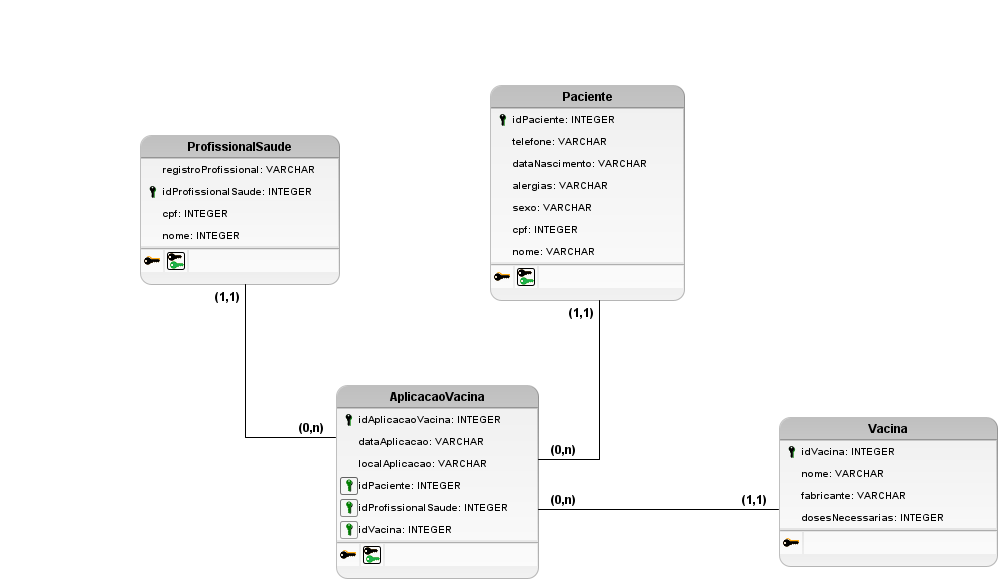 Paciente
idPaciente: INTEGER
telefone: VARCHAR
dataNascimento: VARCHAR
alergias: VARCHAR
sexo: VARCHAR
cpf: INTEGER
nome: VARCHAR
ProfissionalSaude
registroProfissional: VARCHAR
idProfissionalSaude: INTEGER
cpf: INTEGER
nome: INTEGER
(1,1)
(1,1)
AplicacaoVacina
idAplicacaoVacina: INTEGER
dataAplicacao: VARCHAR
localAplicacao: VARCHAR
idPaciente: INTEGER
idProfissionalSaude: INTEGER
idVacina: INTEGER
(0,n)
(0,n)
(0,n)
(1,1)
Vacina
idVacina: INTEGER
nome: VARCHAR
fabricante: VARCHAR
dosesNecessarias: INTEGER